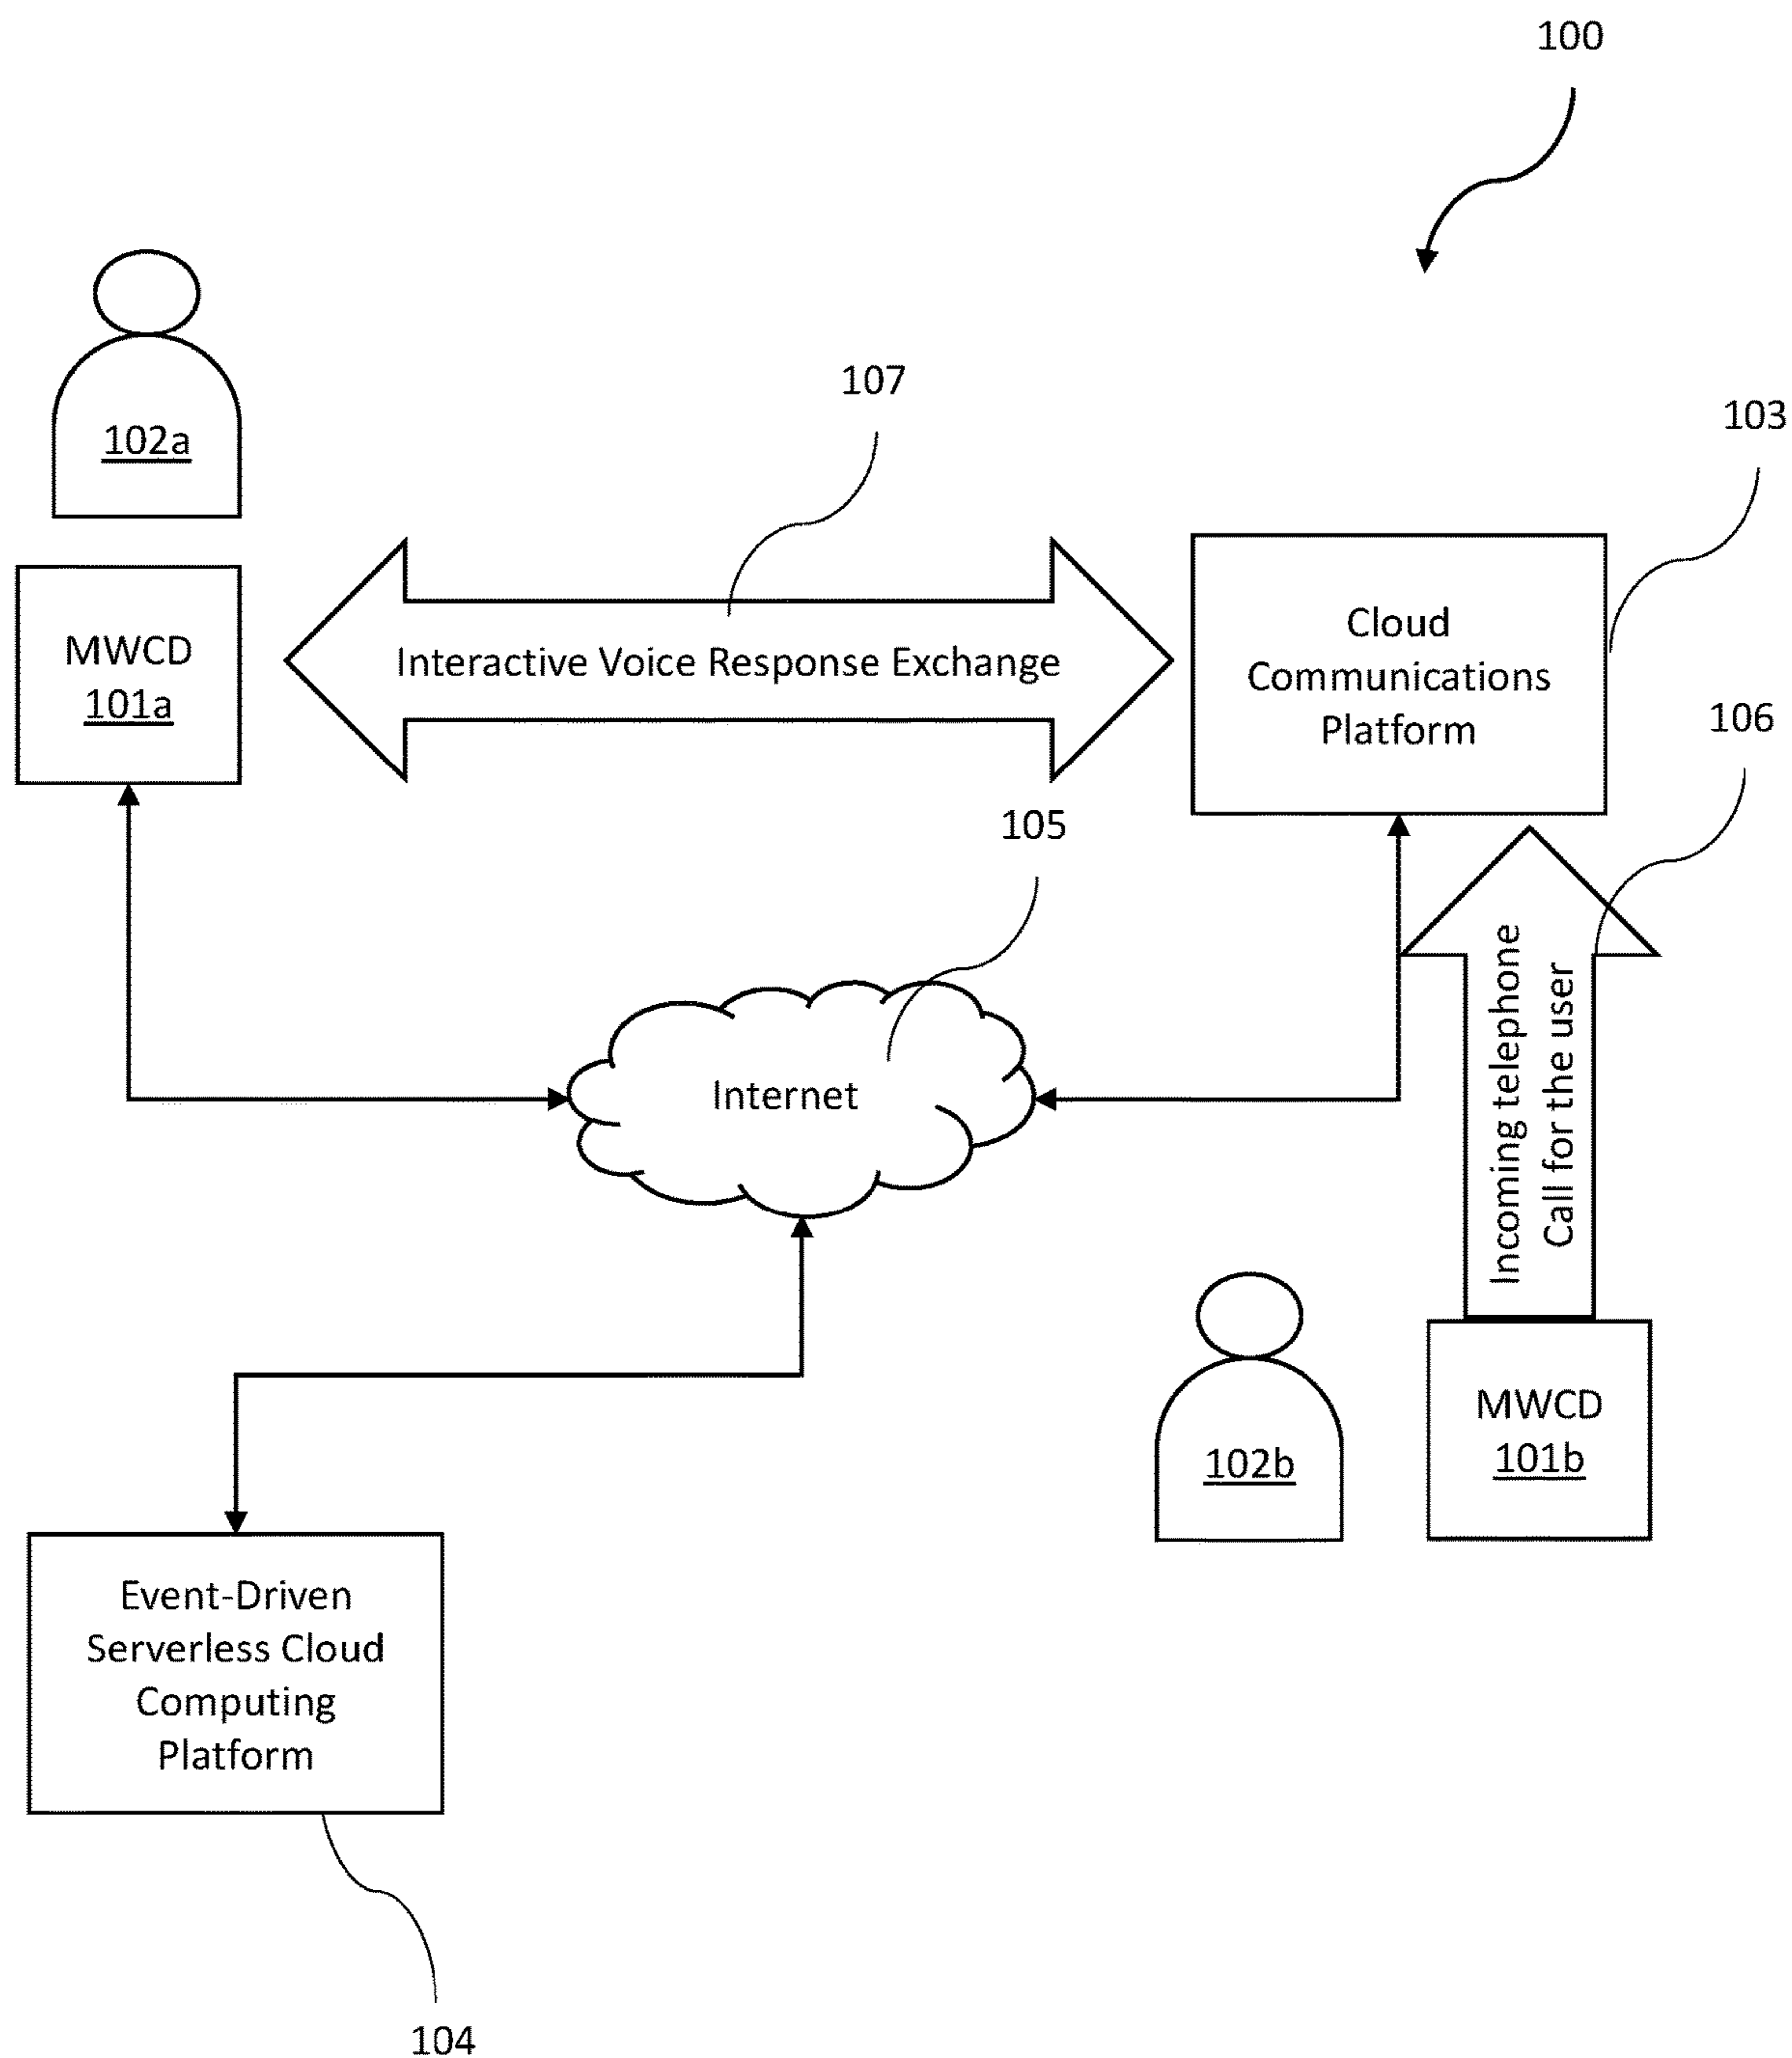 100
107
103
102a
MWCD
101a
Interactive Voice Response Exchange
Cloud
Communications
Platform
106
105
Incoming telephone
Call for the user
Internet
102b
MWCD
101b
Event-Driven
Serverless Cloud
Computing
Platform
104